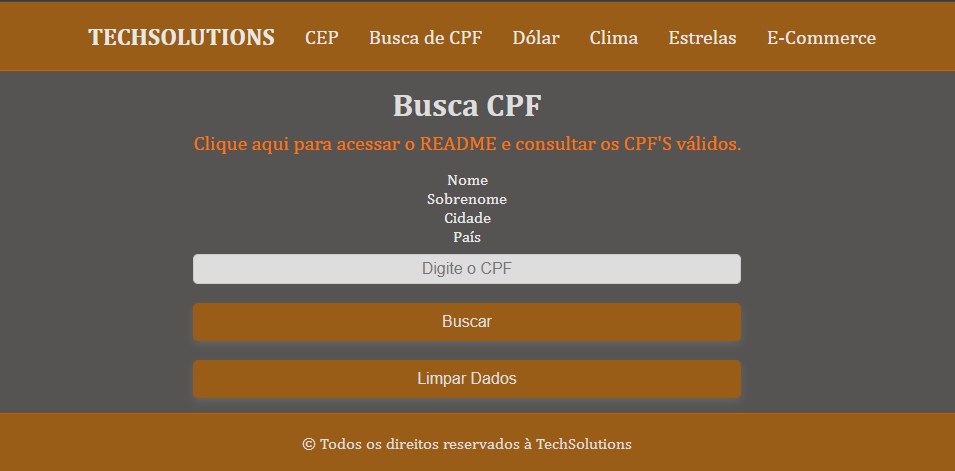 TECHSOLUTIONS CEP Busca de CPF Dólar Clima Estrelas E-Commerce
Busca CPF
Clique aqui para acessar o README e consultar os CPF'S válidos.
Nome
Sobrenome
Cidade
País
Digite o CPF
Buscar
Limpar Dados
© Todos os direitos reservados à TechSolutions